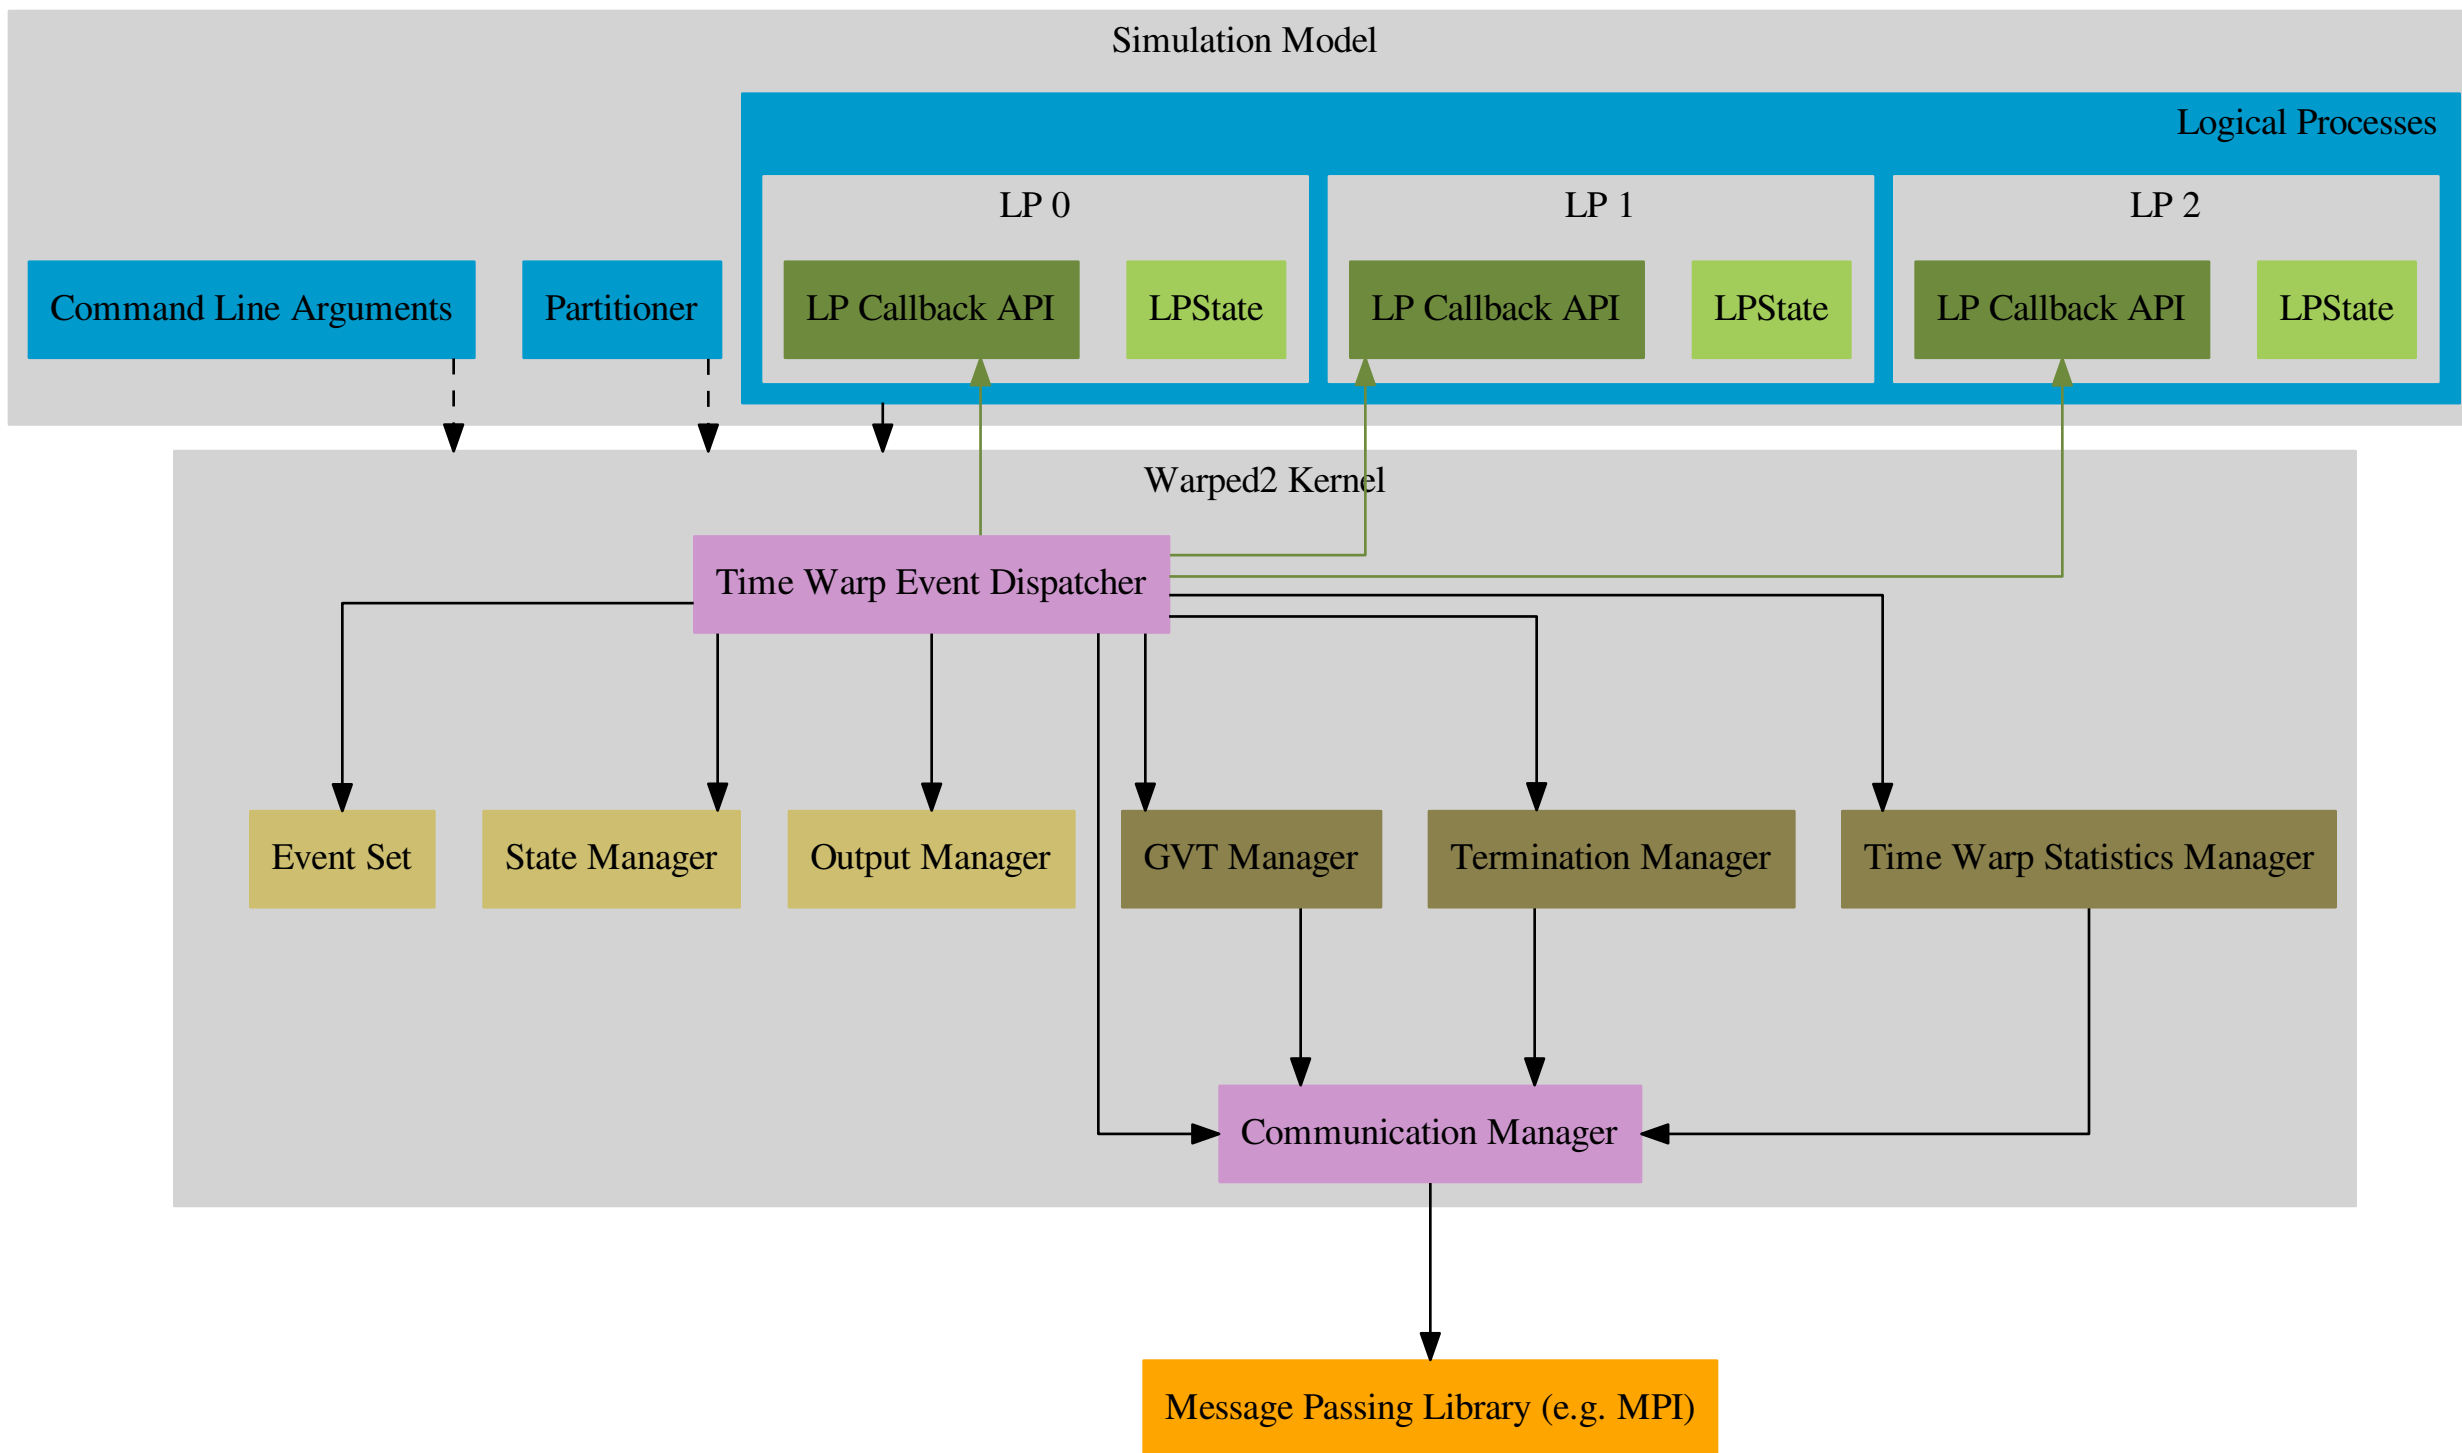 Simulation Model
Logical Processes
LP 0
LP 1
LP 2
Command Line Arguments
Partitioner
LP Callback API
LPState
LP Callback API
LPState
LP Callback API
LPState
Warped2 Kernel
Time Warp Event Dispatcher
Event Set
State Manager
Output Manager
GVT Manager
Termination Manager
Time Warp Statistics Manager
Communication Manager
Message Passing Library (e.g. MPI)